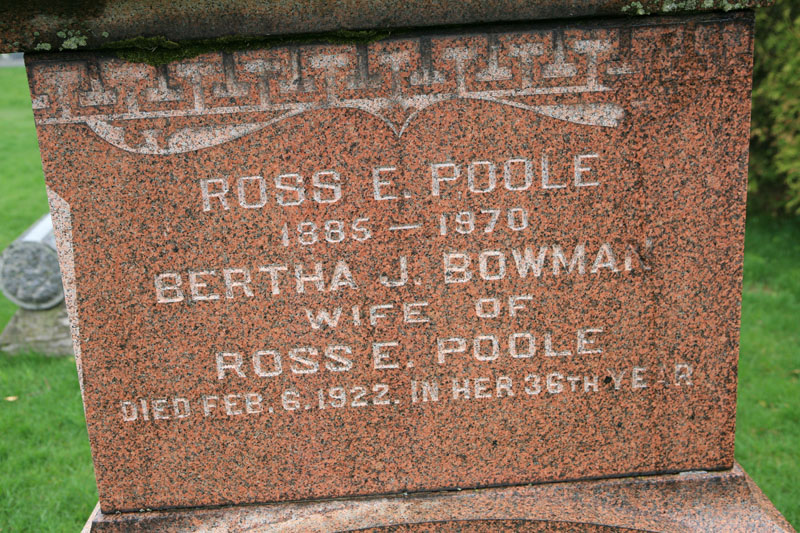 ROSS E. POOLE
1885 — 1970
BERTHA J. BOWMAN
WIFE OF
ROSS E. POOLE
DIED FEB. 6. 1922. IN HER 36TH YEAR